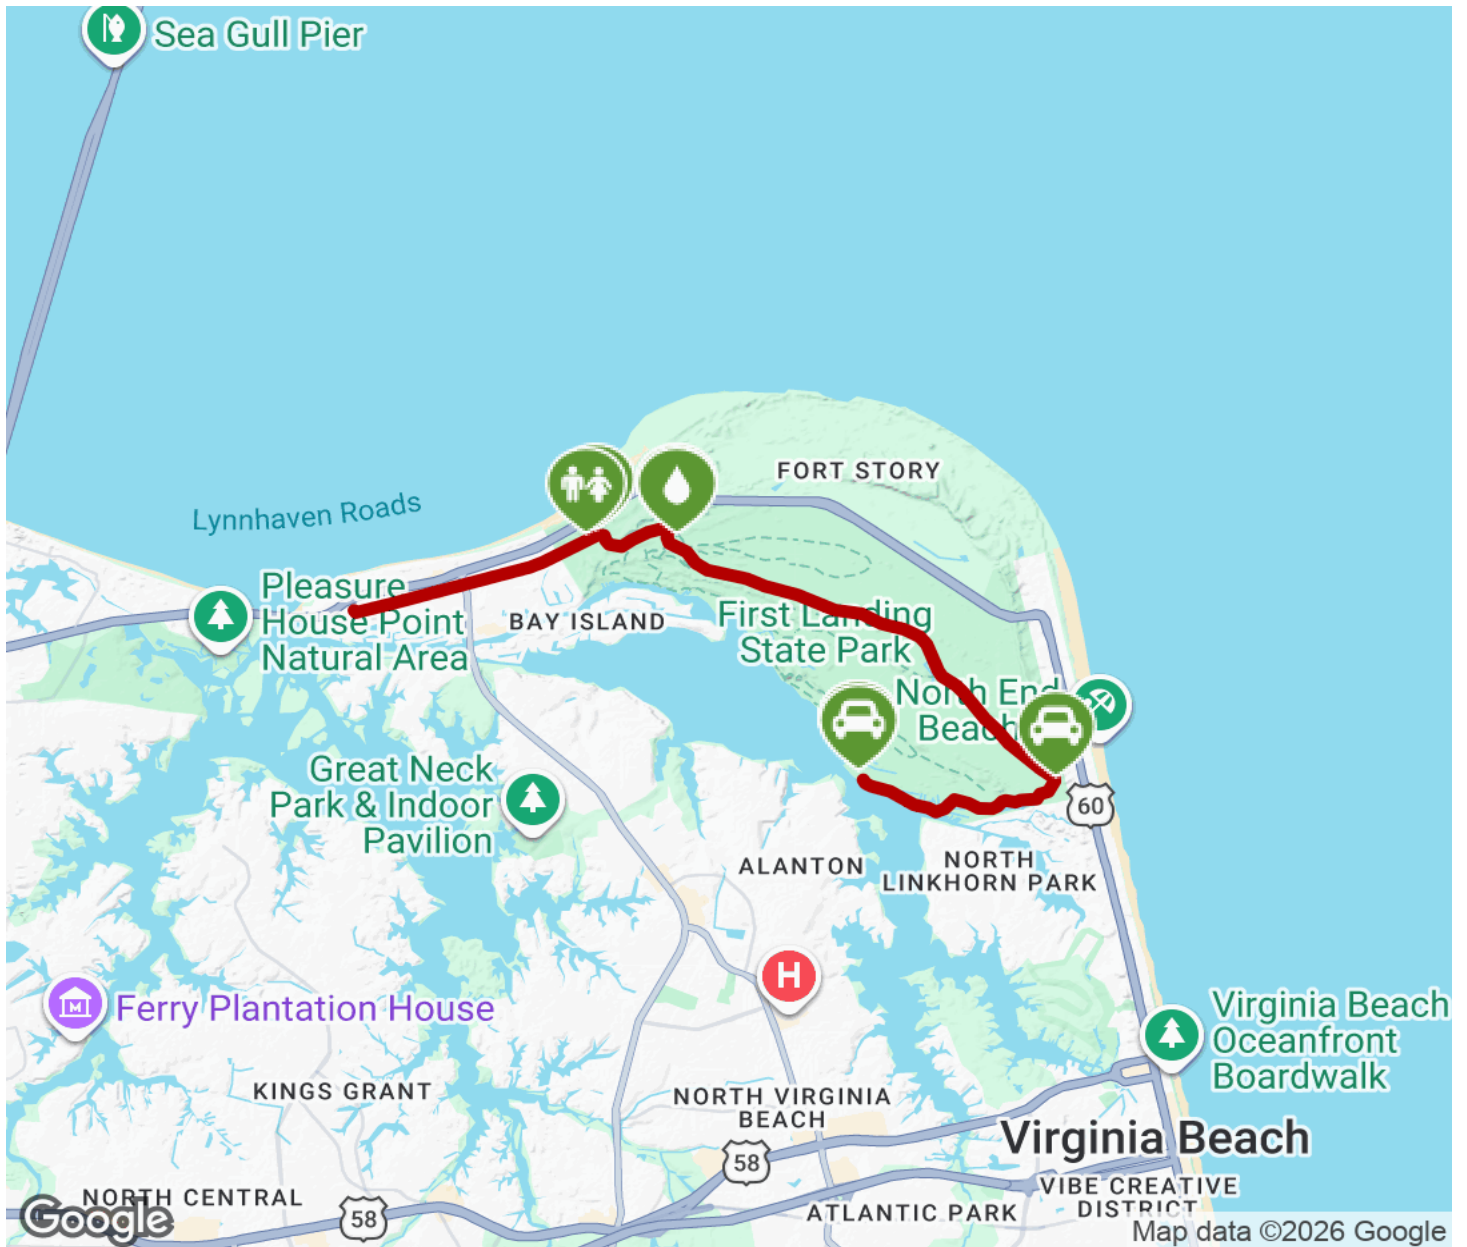 Sea Gull Pier
FORT STORY
Lynnhaven Roads
Pleasure
House Point
Natural Area
BAY ISLAND
First Landing
State Park
North End
Beach
Great Neck
Park & Indoor
Pavilion
60
ALANTON
NORTH
LINKHORN PARK
H
Ferry Plantation House
M
Virginia Beach
Oceanfront
Boardwalk
KINGS GRANT
NORTH VIRGINIA
BEACH
Virginia Beach
58
VIBE CREATIVE
DISTRICT
NORTH CENTRAL
58
ATLANTIC PARK
Google
Map data ©2026 Google